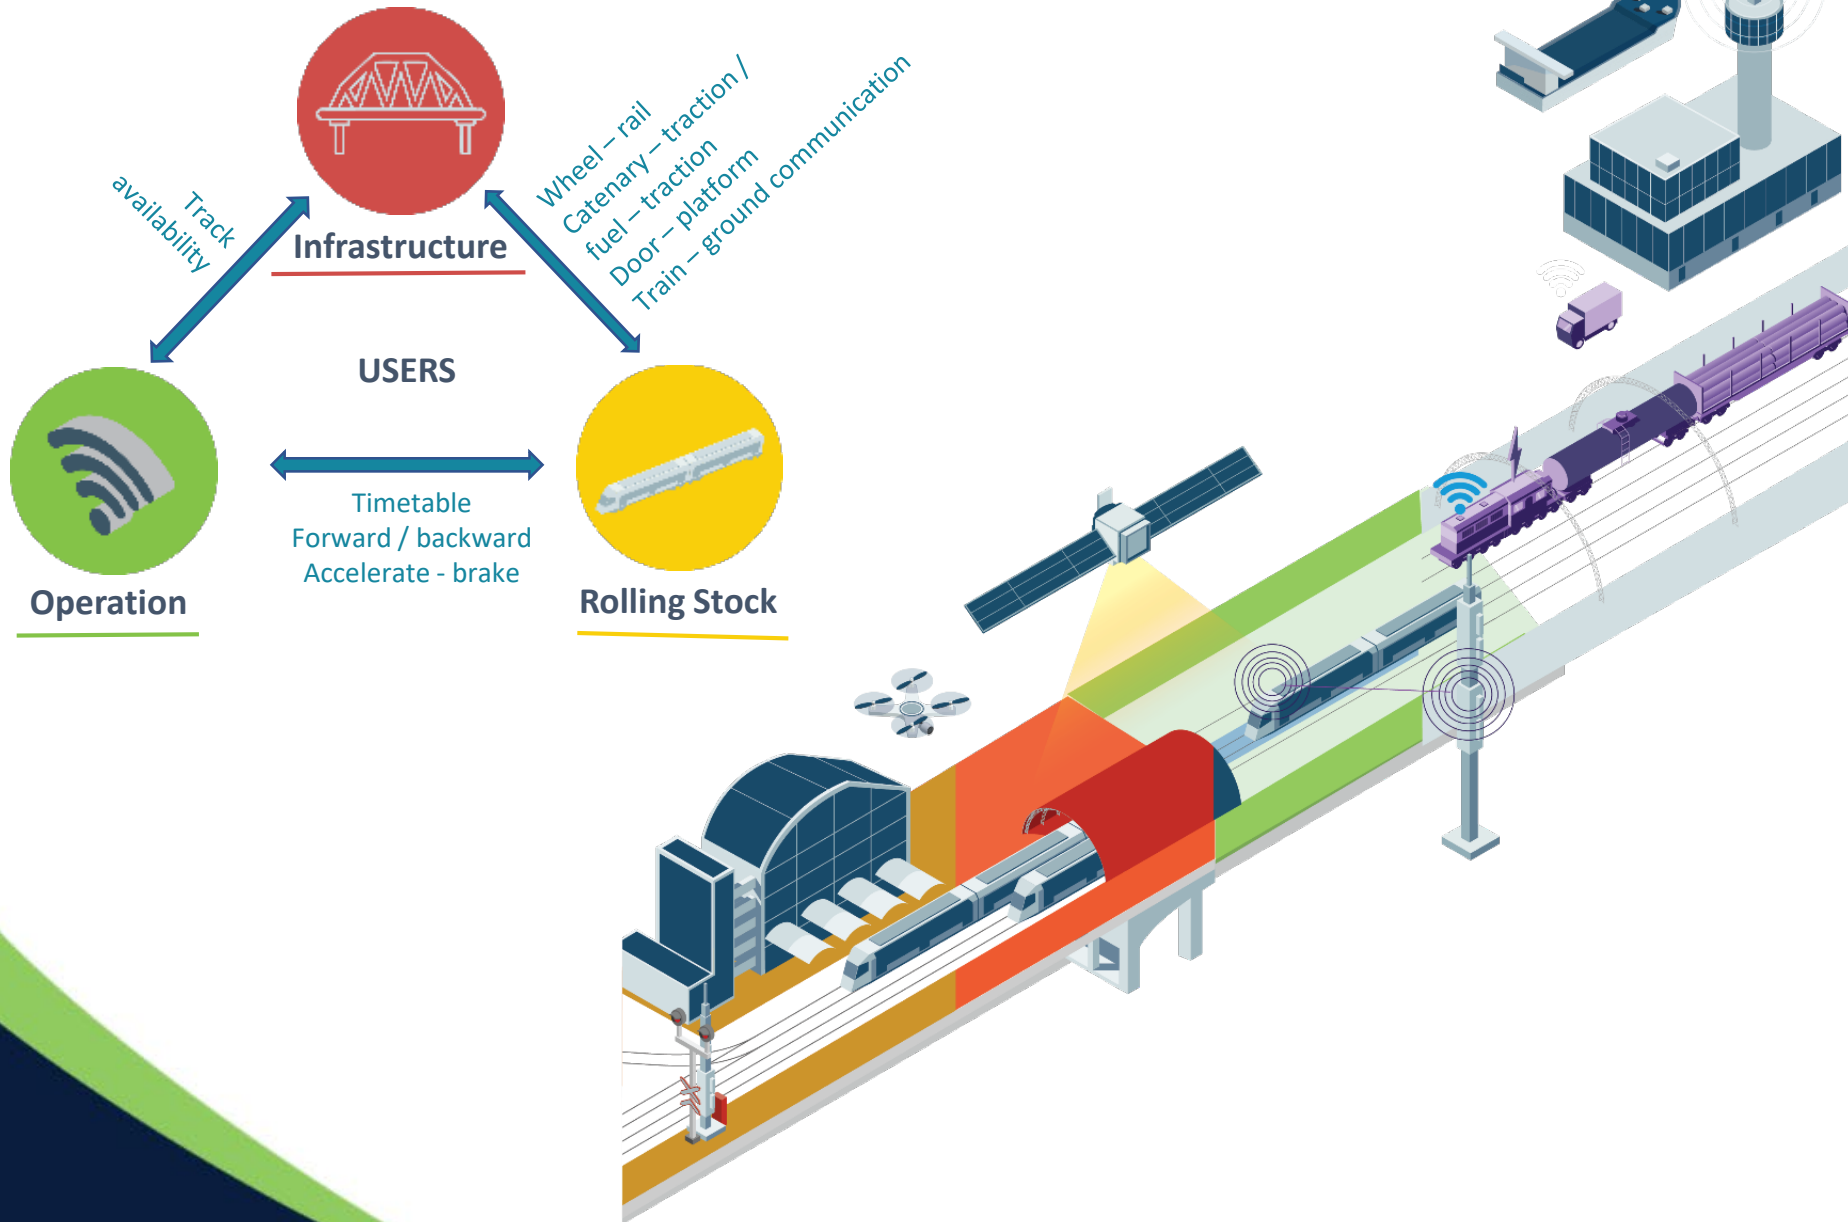 Infrastructure
Track
availability
Wheel – rail
Catenary – traction /
fuel – traction
Door – platform
Train – ground communication
USERS
Operation
Timetable
Forward / backward
Accelerate - brake
Rolling Stock